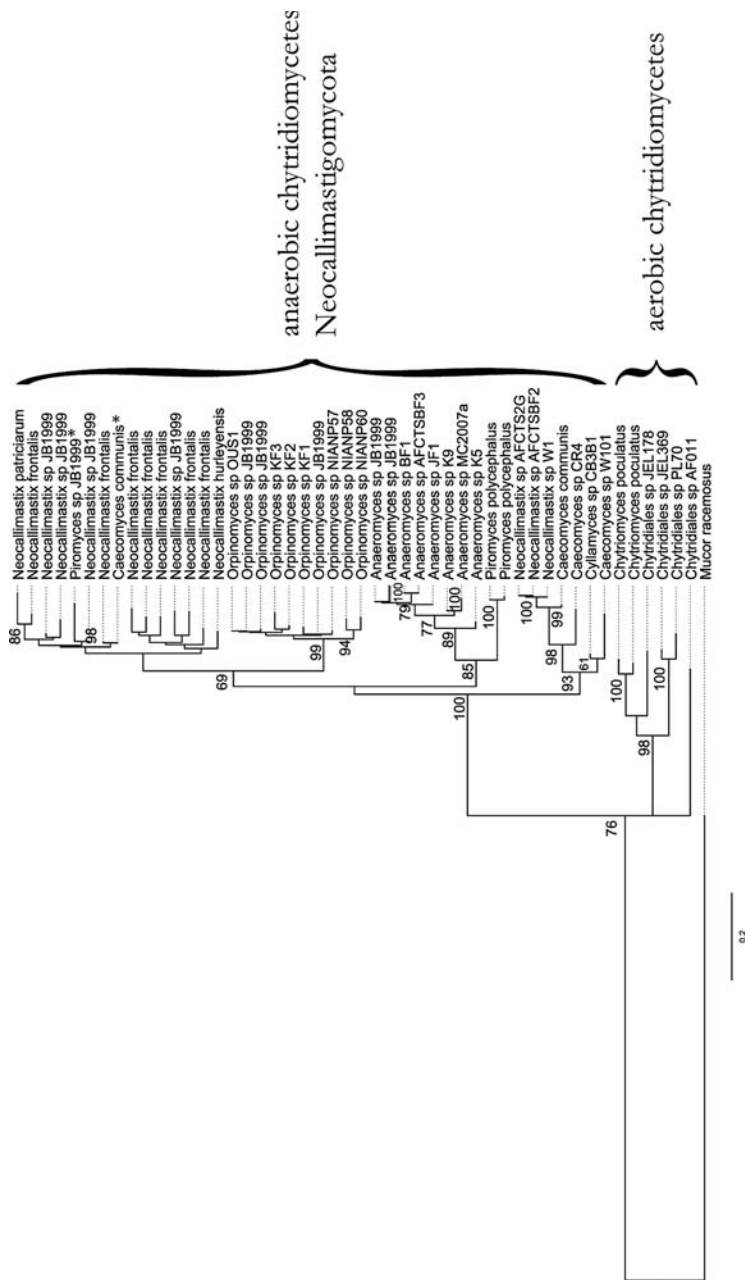 anaerobic chytridiomycetes
Neocallimastigomycota
aerobic chytridiomycetes
Neocallimastix patriciarum
Neocallimastix frontalis
Neocallimastix sp JB1999
Neocallimastix sp JB1999
Piromyces sp JB1999*
Neocallimastix sp JB1999
Neocallimastix frontalis
Caecomyces communis*
Neocallimastix frontalis
Neocallimastix frontalis
Neocallimastix frontalis
Neocallimastix sp JB1999
Neocallimastix frontalis
Neocallimastix frontalis
Neocallimastix hurleyensis
Orpinomyces sp OUS1
Orpinomyces sp JB1999
Orpinomyces sp JB1999
Orpinomyces sp KF3
Orpinomyces sp KF2
Orpinomyces sp KF1
Orpinomyces sp JB1999
Orpinomyces sp NIANP57
Orpinomyces sp NIANP58
Orpinomyces sp NIANP60
Anaeromyces sp JB1999
Anaeromyces sp JB1999
Anaeromyces sp BF1
Anaeromyces sp AFCTSBF3
Anaeromyces sp JF1
Anaeromyces sp K9
Anaeromyces sp MC2007a
Anaeromyces sp K5
Piromyces polycephalus
Piromyces polycephalus
Neocallimastix sp AFCTS2G
Neocallimastix sp AFCTSBF2
Neocallimastix sp W1
Caecomyces communis
Caecomyces sp CR4
Cyllamyces sp CB3B1
Caecomyces sp W101
Chytriomyces poculatus
Chytriomyces poculatus
Chytridiales sp JEL178
Chytridiales sp JEL369
Chytridiales sp PL70
Chytridiales sp AF011
Mucor racemosus
86
98
69
99
94
100
79
77
100
89
85
100
100
100
99
98
93
61
100
98
100
76
0.2